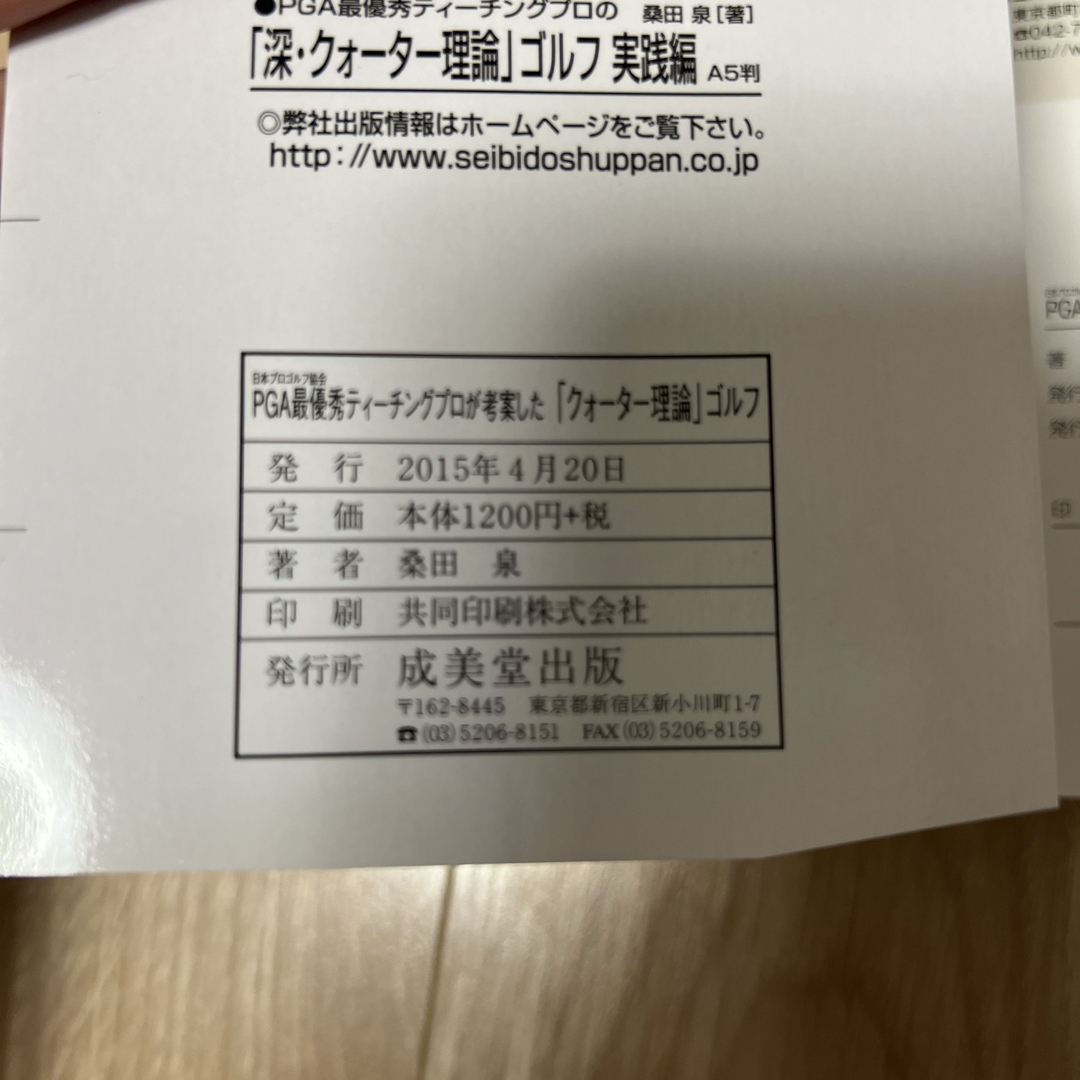 ●PGA最優秀ティーチングプロの 桑田 泉[著]
「深・クォーター理論」ゴルフ 実践編 A5判
◎弊社出版情報はホームページをご覧下さい。
http://www.seibidoshuppan.co.jp
日本プロゴルフ協会
PGA最優秀ティーチングプロが考案した「クォーター理論」ゴルフ
発 行 2015年4月20日
定 価 本体1200円+税
著 者 桑田 泉
印 刷 共同印刷株式会社
発行所 成美堂出版
〒162-8445 東京都新宿区新小川町1-7
☎(03)5206-8151 FAX(03)5206-8159
東京都町
☎042-7
http://w
PGA
著
発行
発行
印